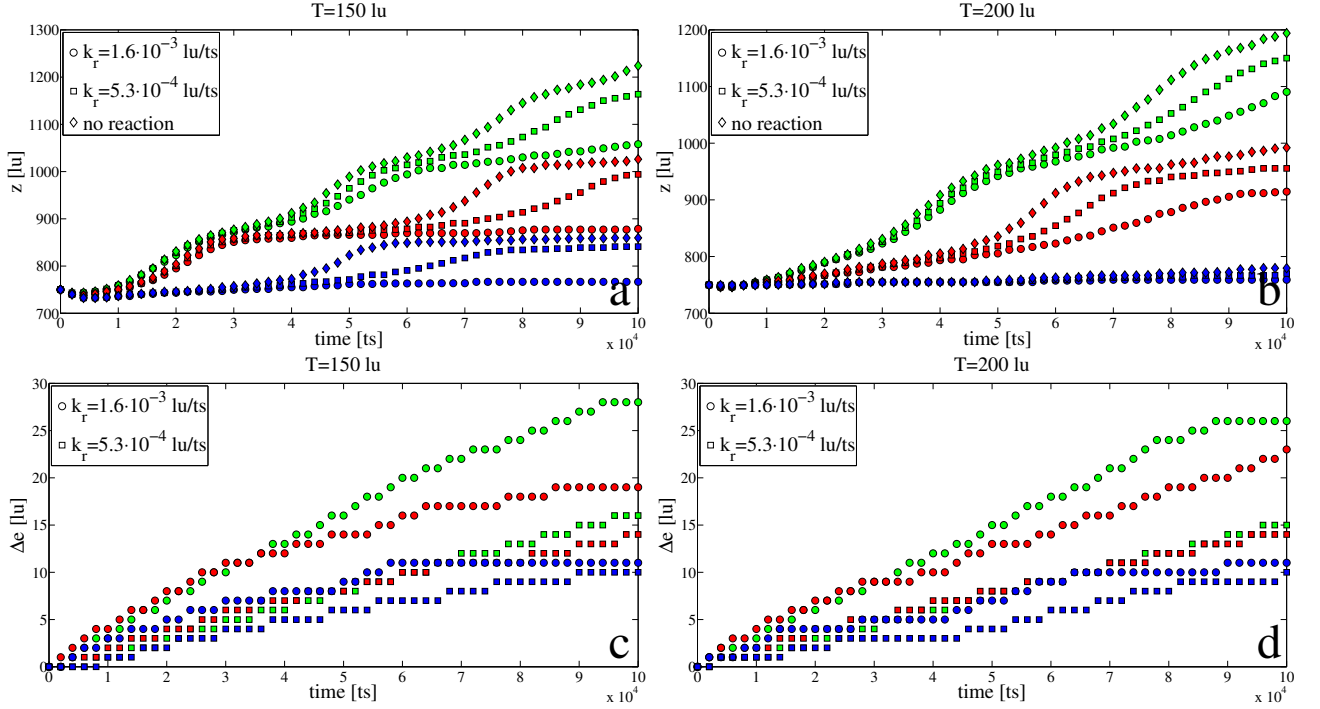 T=150 lu
1300
1200
1100
1000
900
800
700
z [lu]
k_r=1.6·10^−3 lu/ts
k_r=5.3·10^−4 lu/ts
no reaction
a
0 1 2 3 4 5 6 7 8 9 10
time [ts]
x 10^4
T=200 lu
1200
1100
1000
900
800
700
z [lu]
k_r=1.6·10^−3 lu/ts
k_r=5.3·10^−4 lu/ts
no reaction
b
0 1 2 3 4 5 6 7 8 9 10
time [ts]
x 10^4
T=150 lu
30
25
20
15
10
5
0
Δe [lu]
k_r=1.6·10^−3 lu/ts
k_r=5.3·10^−4 lu/ts
c
0 1 2 3 4 5 6 7 8 9 10
time [ts]
x 10^4
T=200 lu
30
25
20
15
10
5
0
Δe [lu]
k_r=1.6·10^−3 lu/ts
k_r=5.3·10^−4 lu/ts
d
0 1 2 3 4 5 6 7 8 9 10
time [ts]
x 10^4